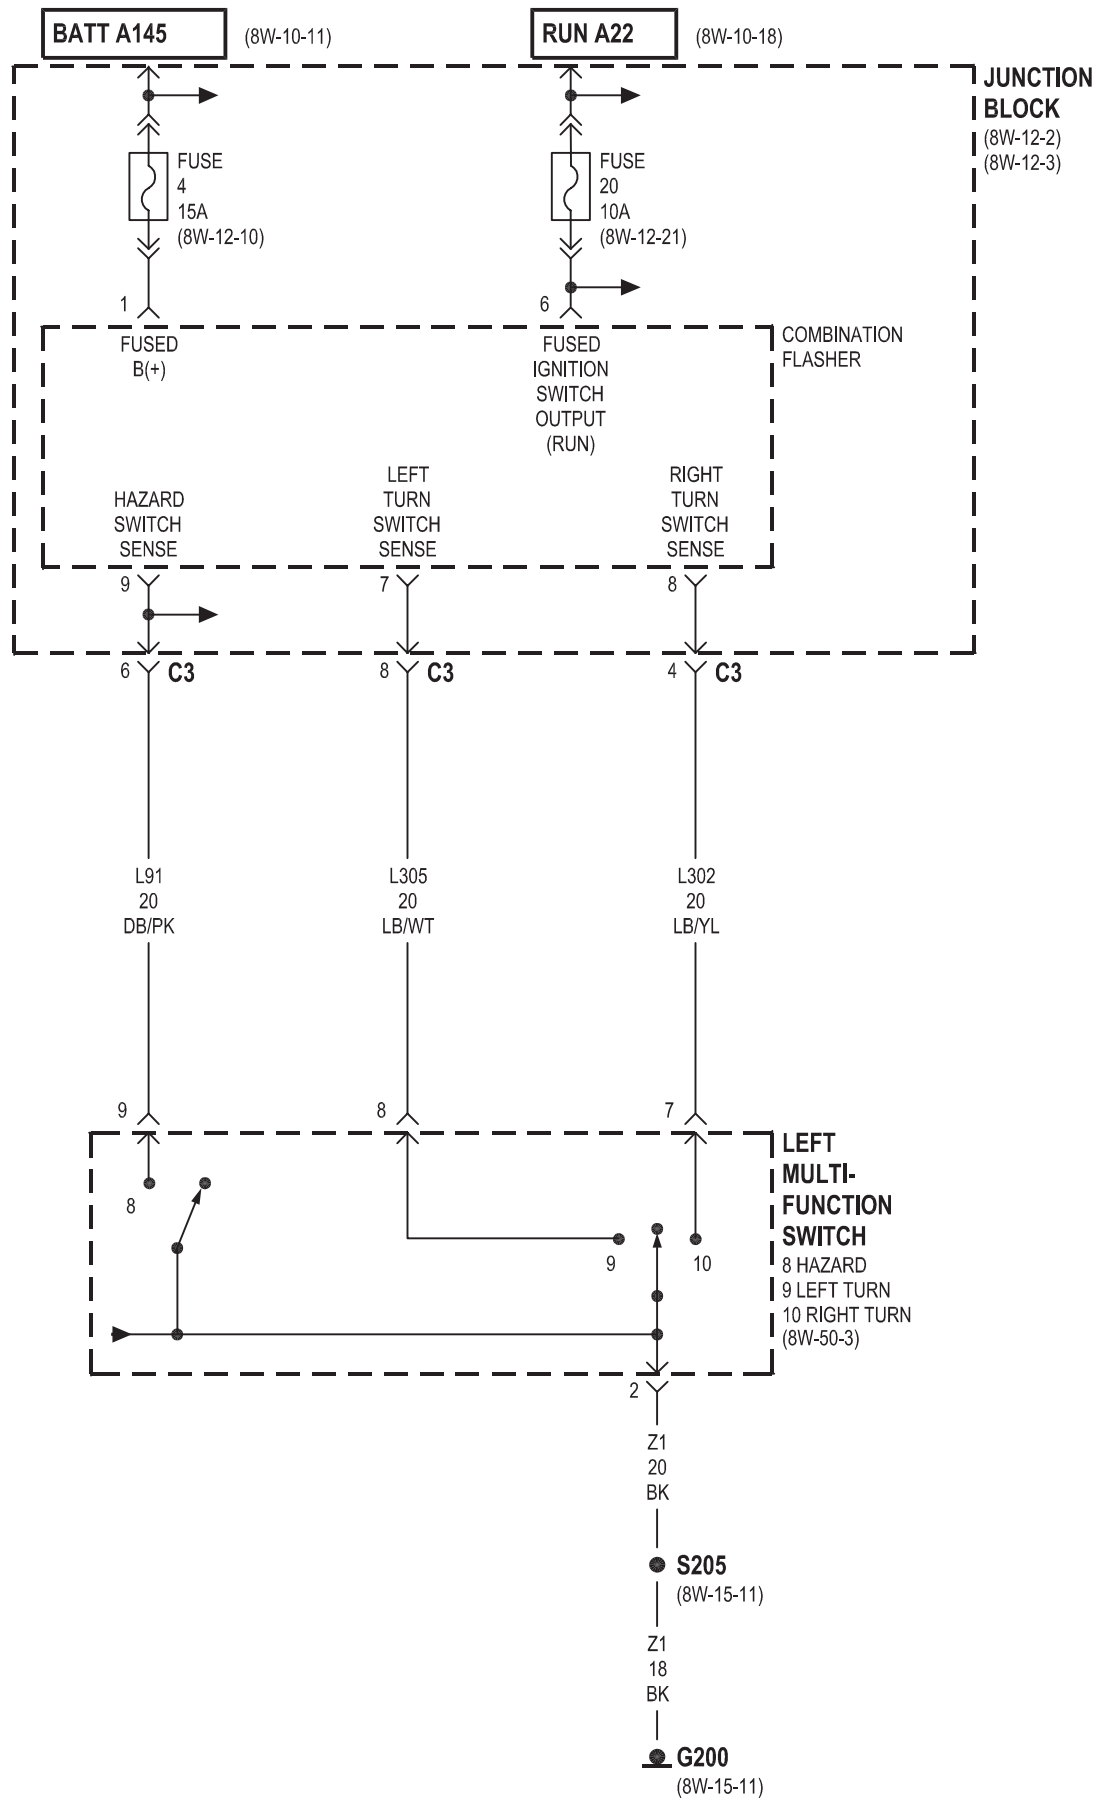 BATT A145
(8W-10-11)
RUN A22
(8W-10-18)
JUNCTION
BLOCK
(8W-12-2)
(8W-12-3)
FUSE
4
15A
(8W-12-10)
FUSE
20
10A
(8W-12-21)
1
6
COMBINATION
FLASHER
FUSED
B(+)
FUSED
IGNITION
SWITCH
OUTPUT
(RUN)
HAZARD
SWITCH
SENSE
LEFT
TURN
SWITCH
SENSE
RIGHT
TURN
SWITCH
SENSE
9
7
8
6
C3
8
C3
4
C3
L91
20
DB/PK
L305
20
LB/WT
L302
20
LB/YL
9
8
7
LEFT
MULTI-
FUNCTION
SWITCH
8 HAZARD
9 LEFT TURN
10 RIGHT TURN
(8W-50-3)
8
9
10
2
Z1
20
BK
S205
(8W-15-11)
Z1
18
BK
G200
(8W-15-11)